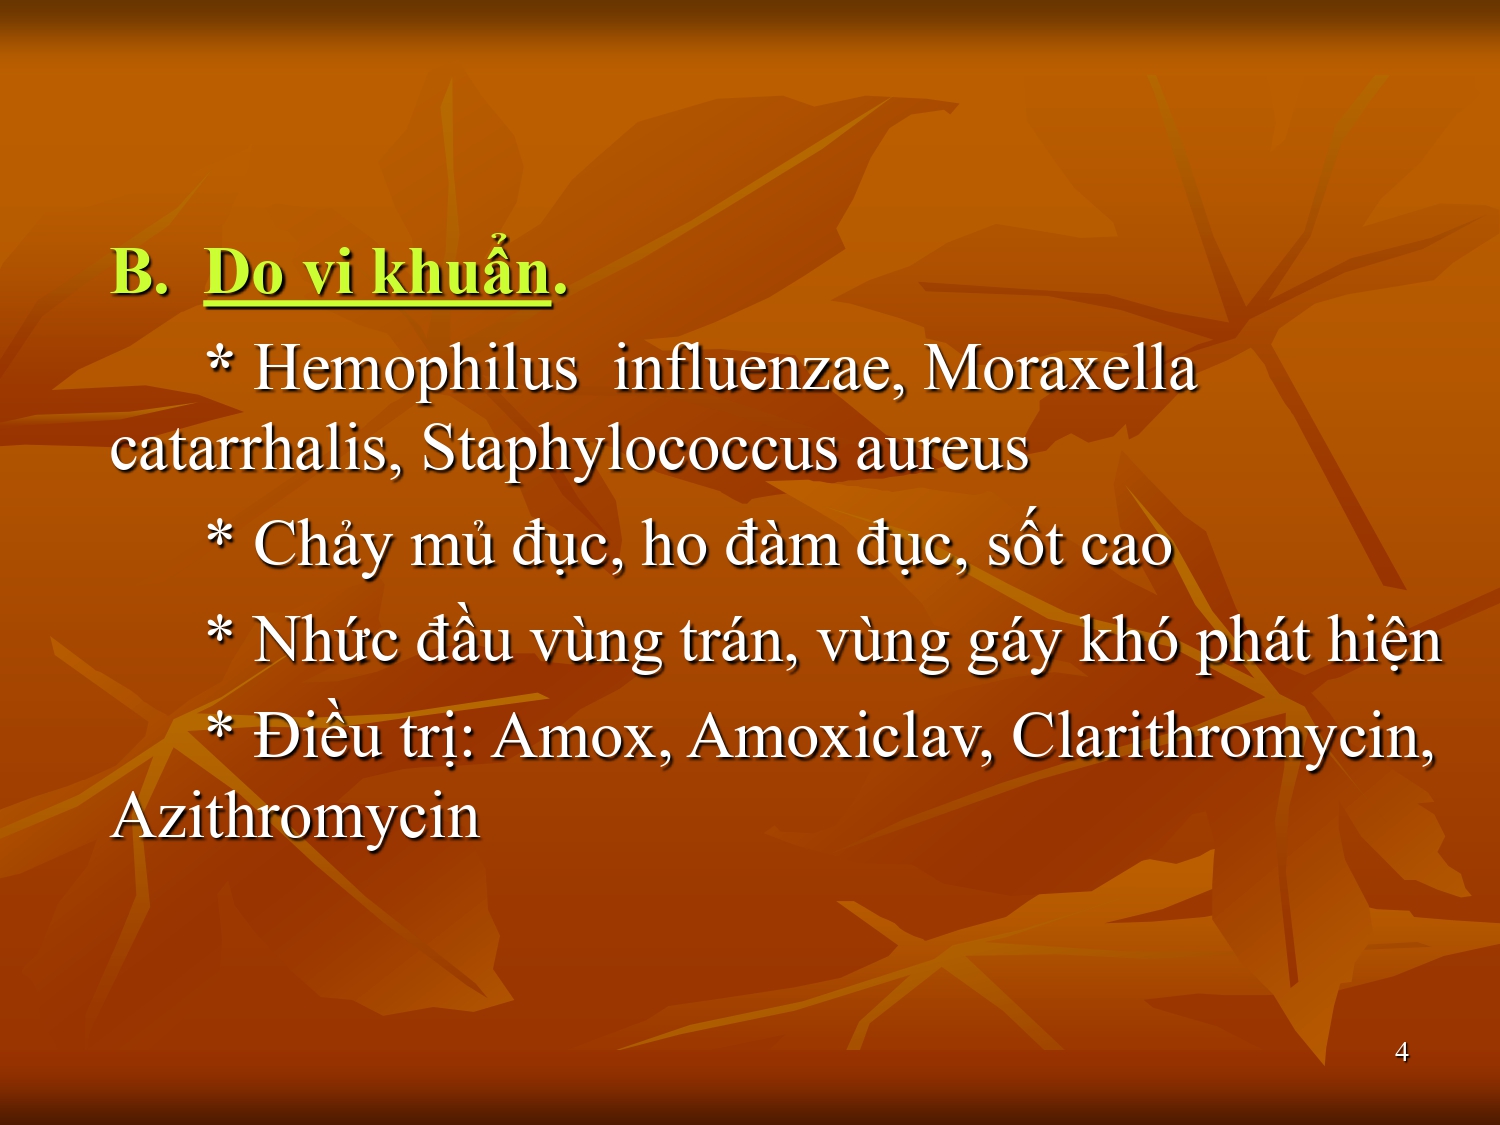 B. Do vi khuẩn.
* Hemophilus influenzae, Moraxella
catarrhalis, Staphylococcus aureus
* Chảy mủ đục, ho đàm đục, sốt cao
* Nhức đầu vùng trán, vùng gáy khó phát hiện
* Điều trị: Amox, Amoxiclav, Clarithromycin,
Azithromycin
4